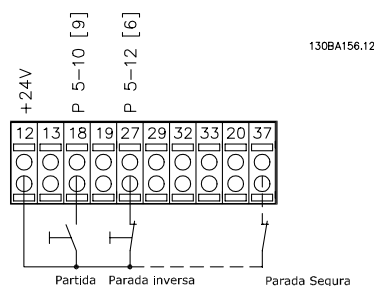 +24V
P 5-10 [9]
P 5-12 [6]
130BA156.12
12 13 18 19 27 29 32 33 20 37
Partida Parada inversa Parada Segura